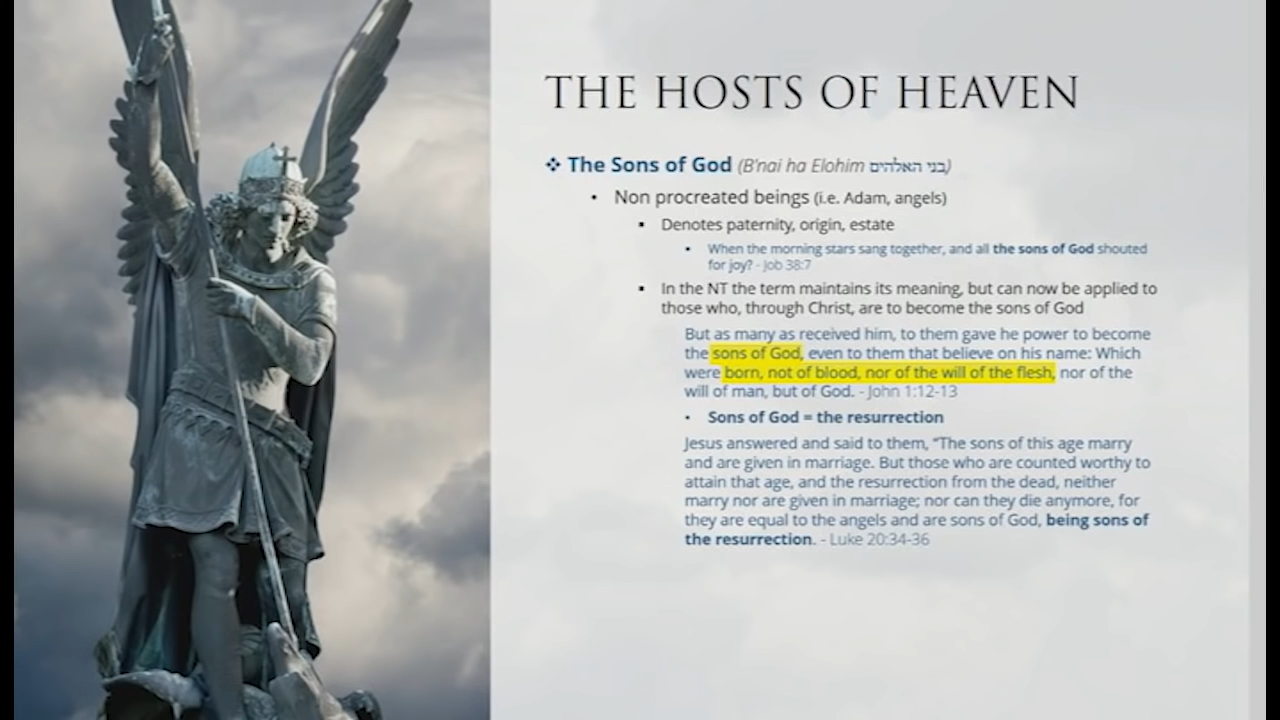 THE HOSTS OF HEAVEN
❖ The Sons of God (B'nai ha Elohim בני האלהים)
• Non procreated beings (i.e. Adam, angels)
▪ Denotes paternity, origin, estate
▪ When the morning stars sang together, and all the sons of God shouted
for joy? - Job 38:7
▪ In the NT the term maintains its meaning, but can now be applied to
those who, through Christ, are to become the sons of God
But as many as received him, to them gave he power to become
the sons of God, even to them that believe on his name: Which
were born, not of blood, nor of the will of the flesh, nor of the
will of man, but of God. - John 1:12-13
• Sons of God = the resurrection
Jesus answered and said to them, “The sons of this age marry
and are given in marriage. But those who are counted worthy to
attain that age, and the resurrection from the dead, neither
marry nor are given in marriage; nor can they die anymore, for
they are equal to the angels and are sons of God, being sons of
the resurrection. - Luke 20:34-36